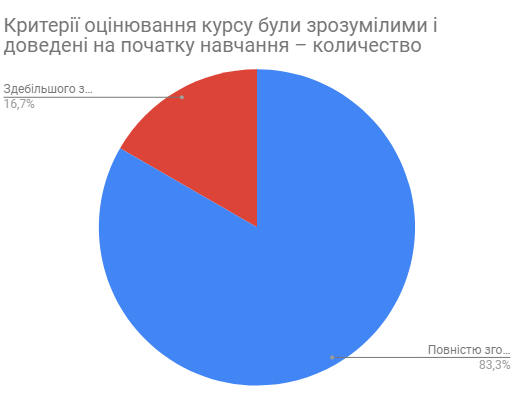 Критерії оцінювання курсу були зрозумілими і
доведені на початку навчання – количество
Здебільшого з...
16,7%
Повністю зго...
83,3%